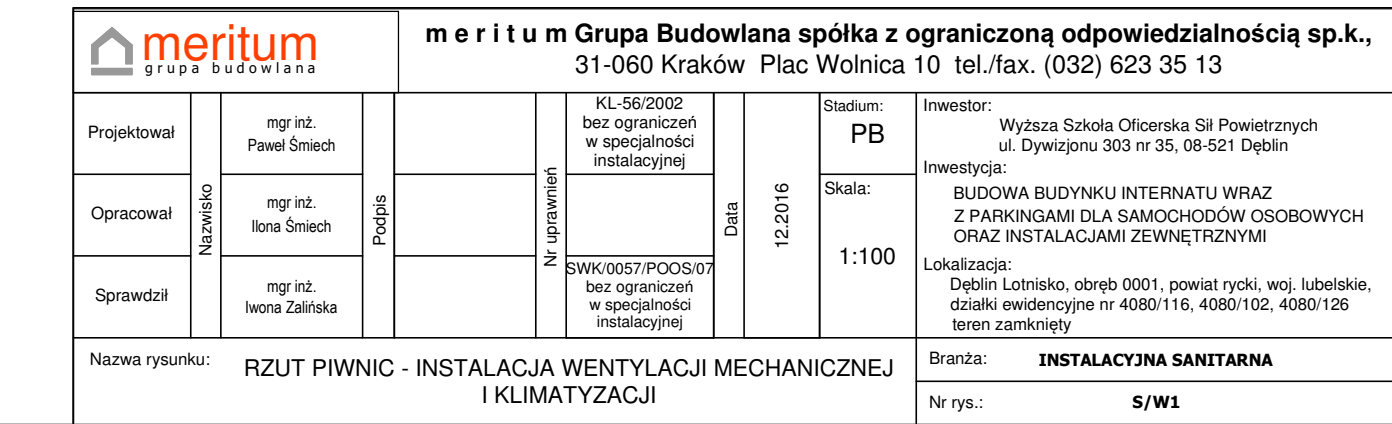 meritum
grupa budowlana
m e r i t u m Grupa Budowlana spółka z ograniczoną odpowiedzialnością sp.k.,
31-060 Kraków Plac Wolnica 10 tel./fax. (032) 623 35 13
Projektował
Nazwisko
mgr inż.
Paweł Śmiech
Podpis
Nr uprawnień
KL-56/2002
bez ograniczeń
w specjalności
instalacyjnej
Data
12.2016
Stadium:
PB
Opracował
mgr inż.
Ilona Śmiech
Skala:
1:100
Sprawdził
mgr inż.
Iwona Zalińska
SWK/0057/POOS/07
bez ograniczeń
w specjalności
instalacyjnej
Inwestor:
Wyższa Szkoła Oficerska Sił Powietrznych
ul. Dywizjonu 303 nr 35, 08-521 Dęblin
Inwestycja:
BUDOWA BUDYNKU INTERNATU WRAZ
Z PARKINGAMI DLA SAMOCHODÓW OSOBOWYCH
ORAZ INSTALACJAMI ZEWNĘTRZNYMI
Lokalizacja:
Dęblin Lotnisko, obręb 0001, powiat rycki, woj. lubelskie,
działki ewidencyjne nr 4080/116, 4080/102, 4080/126
teren zamknięty
Nazwa rysunku:
RZUT PIWNIC - INSTALACJA WENTYLACJI MECHANICZNEJ
I KLIMATYZACJI
Branża:
INSTALACYJNA SANITARNA
Nr rys.:
S/W1